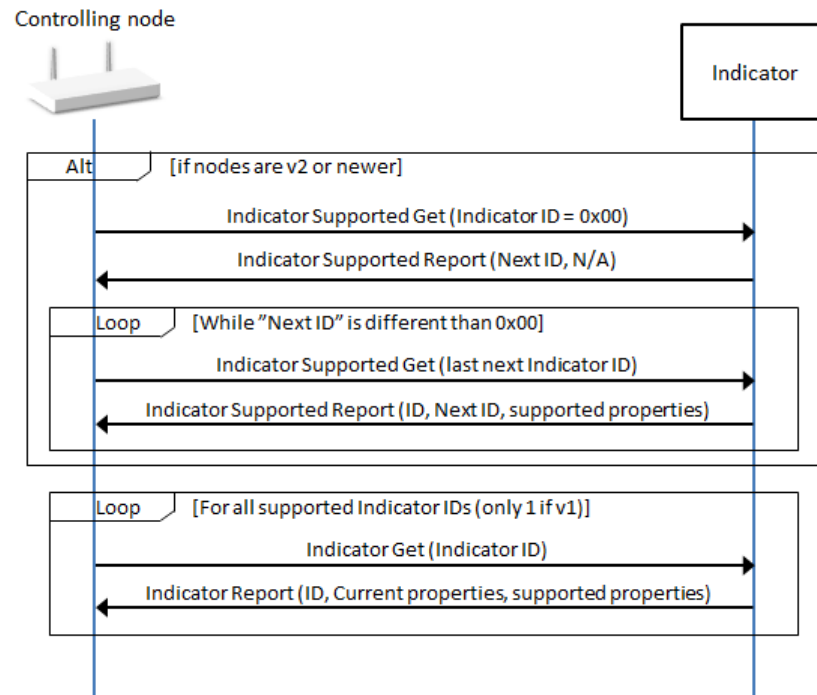 Controlling node
Indicator
Alt [if nodes are v2 or newer]
Indicator Supported Get (Indicator ID = 0x00)
Indicator Supported Report (Next ID, N/A)
Loop [While ”Next ID” is different than 0x00]
Indicator Supported Get (last next Indicator ID)
Indicator Supported Report (ID, Next ID, supported properties)
Loop [For all supported Indicator IDs (only 1 if v1)]
Indicator Get (Indicator ID)
Indicator Report (ID, Current properties, supported properties)